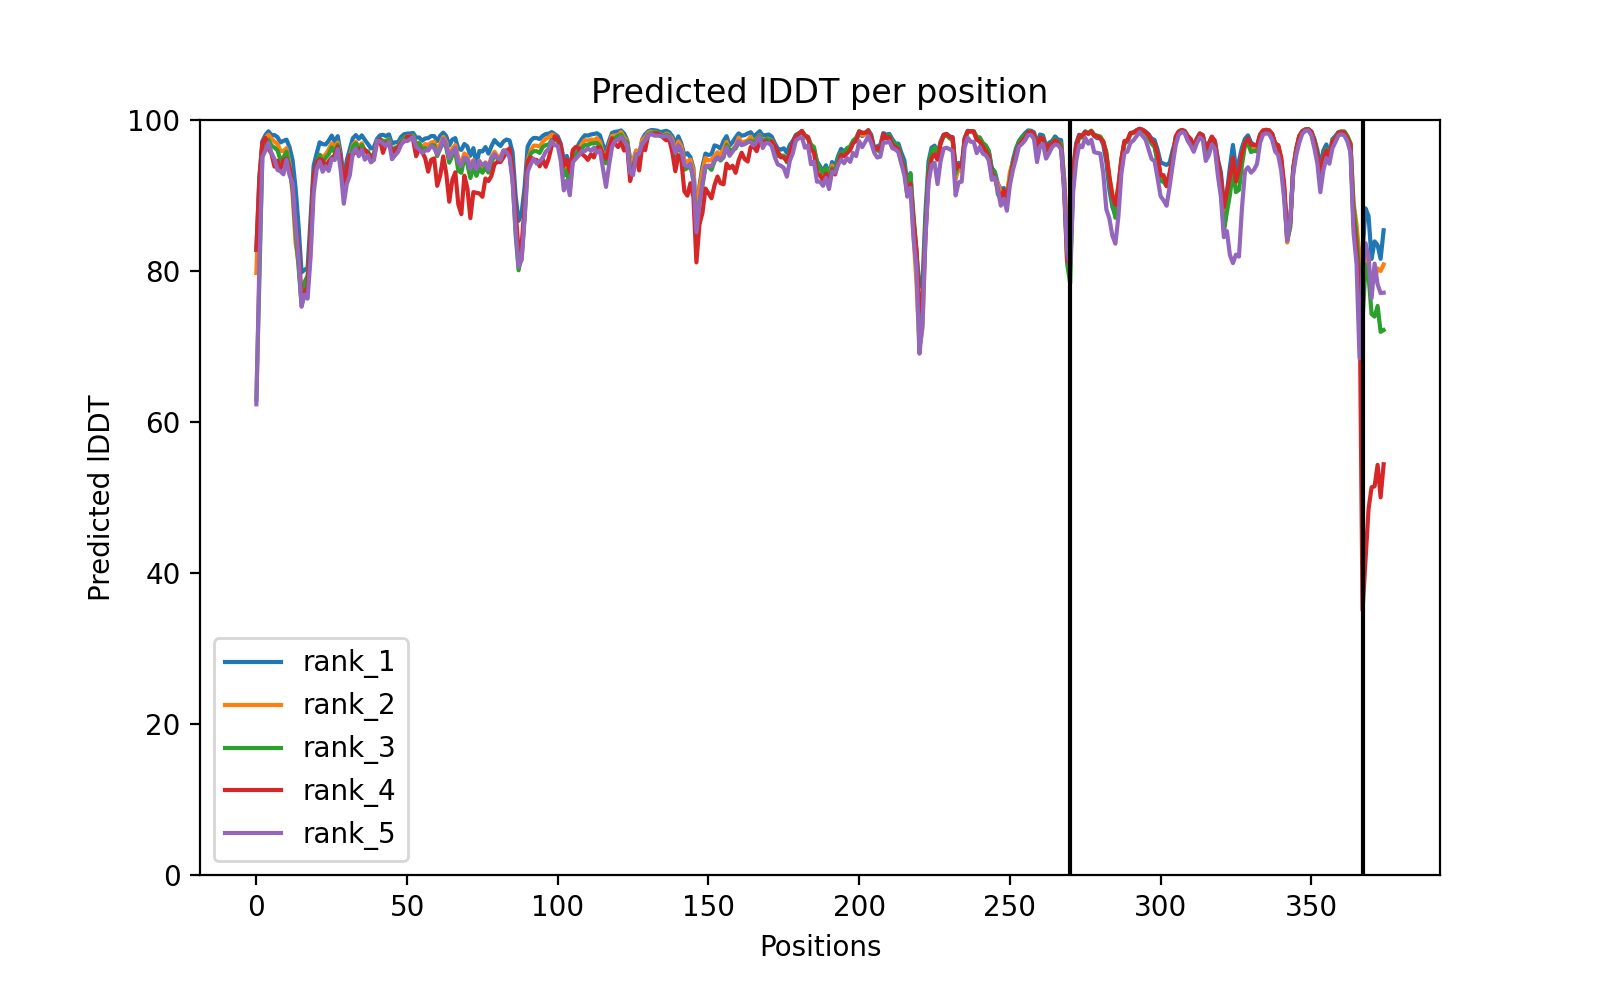 Predicted lDDT per position
Predicted lDDT
100
80
60
40
20
0
rank_1
rank_2
rank_3
rank_4
rank_5
0 50 100 150 200 250 300 350
Positions